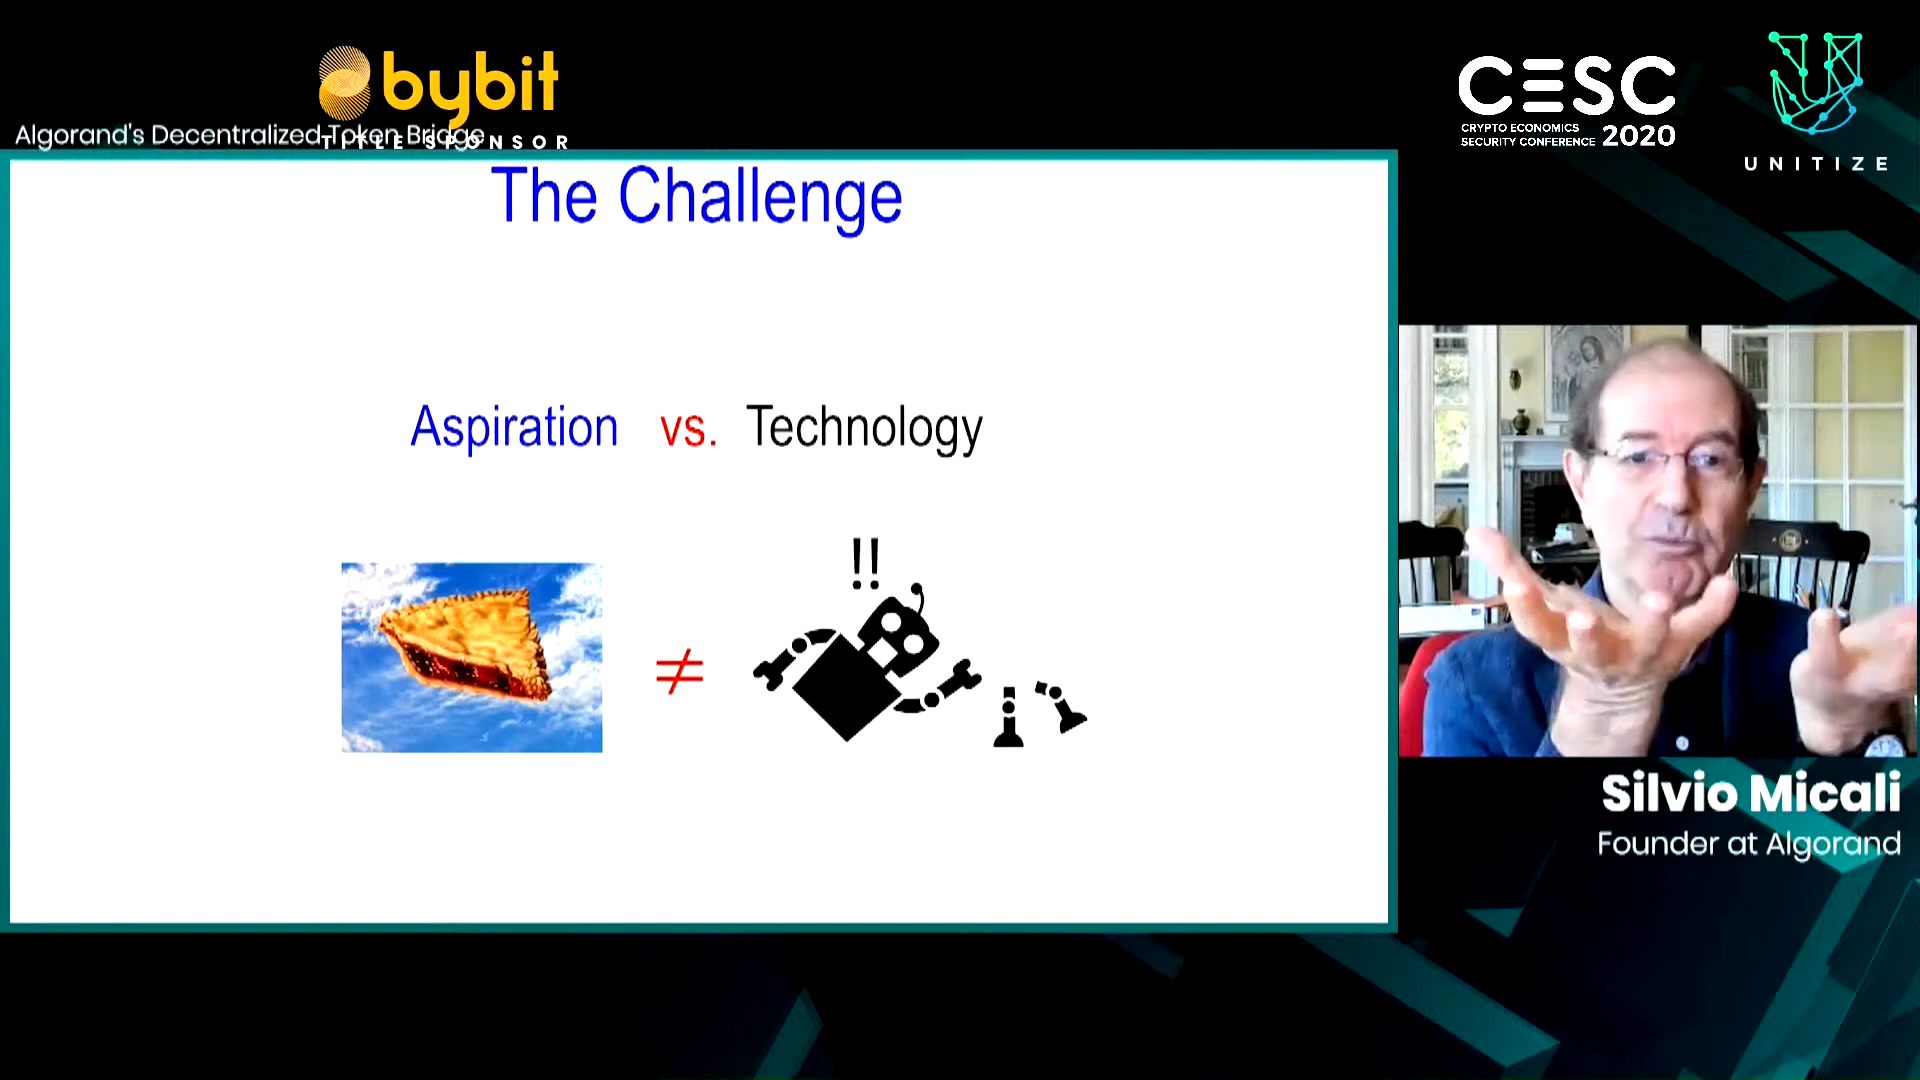 bybit
TITLE SPONSOR
Algorand's Decentralized Token Bridge
CESC
CRYPTO ECONOMICS
SECURITY CONFERENCE 2020
UNITIZE
The Challenge
Aspiration vs. Technology
!!
≠
Silvio Micali
Founder at Algorand